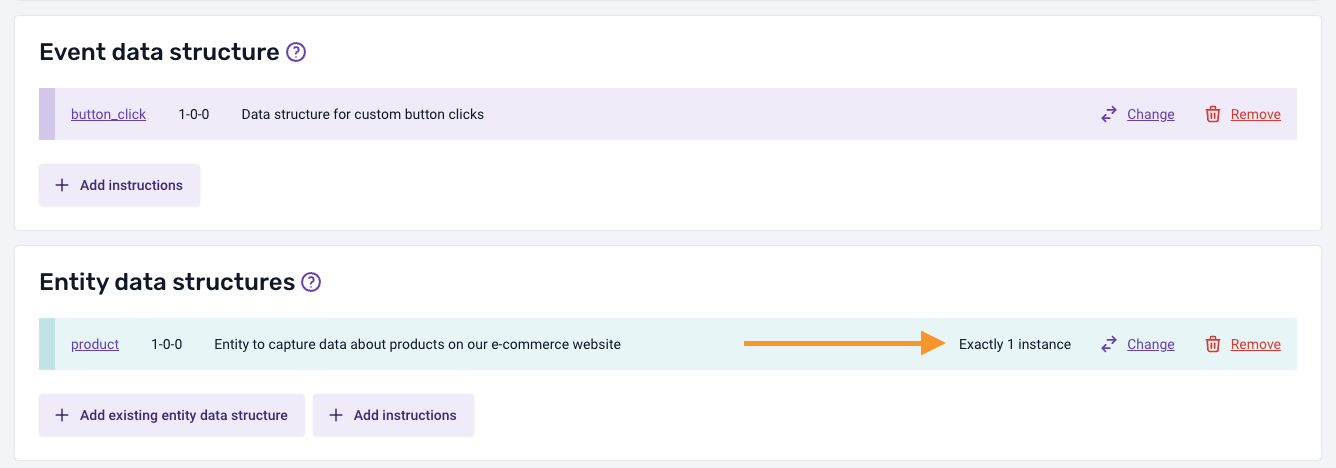 Event data structure ?
button_click 1-0-0 Data structure for custom button clicks Change Remove
+ Add instructions
Entity data structures ?
product 1-0-0 Entity to capture data about products on our e-commerce website Exactly 1 instance Change Remove
+ Add existing entity data structure + Add instructions